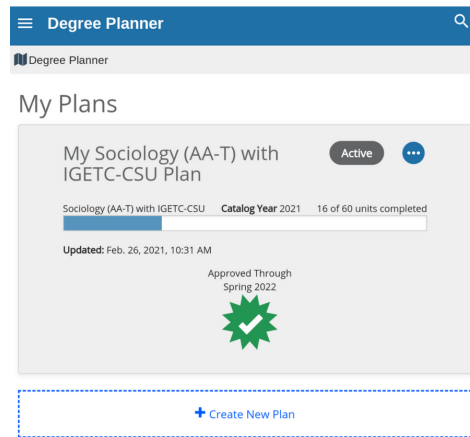 Degree Planner
Degree Planner
My Plans
My Sociology (AA-T) with
IGETC-CSU Plan
Active
Sociology (AA-T) with IGETC-CSU Catalog Year 2021 16 of 60 units completed
Updated: Feb. 26, 2021, 10:31 AM
Approved Through
Spring 2022
Create New Plan